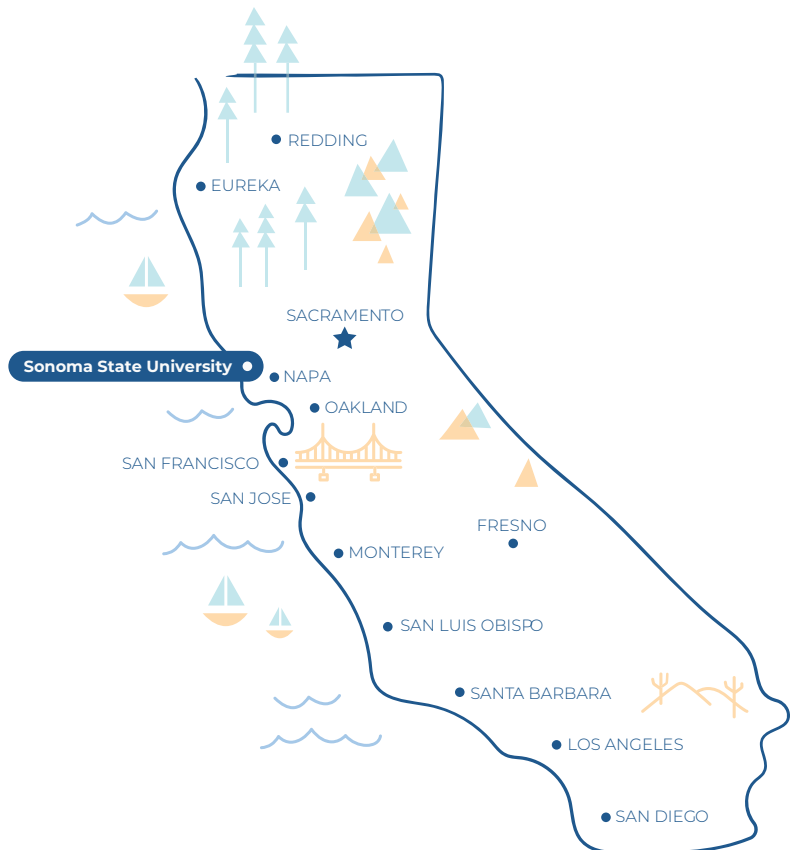 REDDING
EUREKA
SACRAMENTO
Sonoma State University
NAPA
OAKLAND
SAN FRANCISCO
SAN JOSE
FRESNO
MONTEREY
SAN LUIS OBISPO
SANTA BARBARA
LOS ANGELES
SAN DIEGO